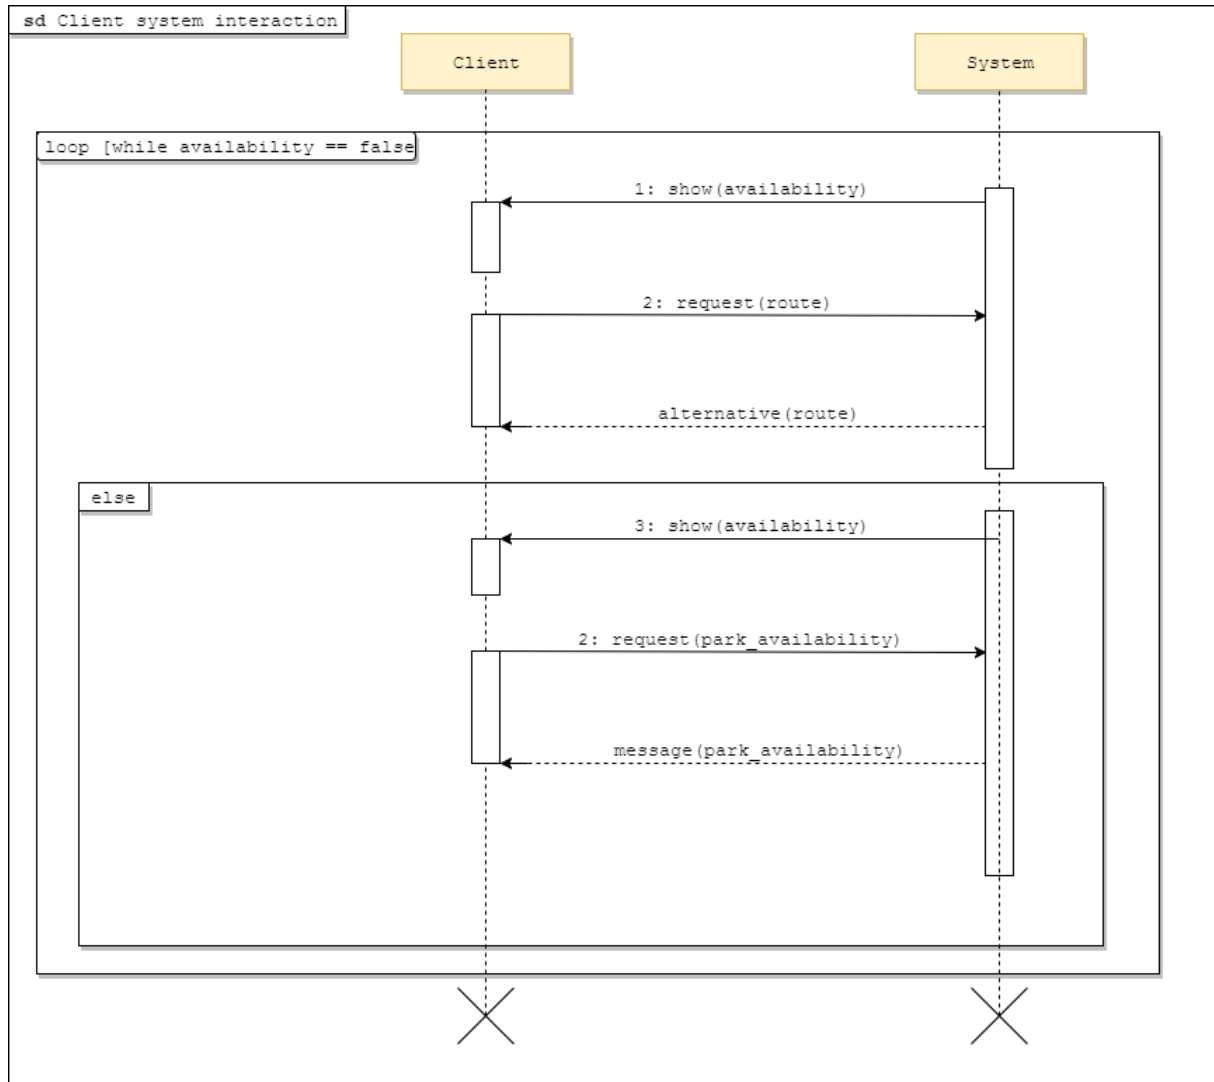 sd Client system interaction
Client
System
loop [while availability == false
1: show(availability)
2: request(route)
alternative(route)
else
3: show(availability)
2: request(park_availability)
message(park_availability)